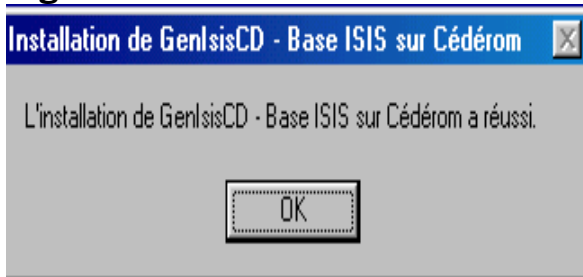 Installation de GenIsisCD - Base ISIS sur Cédérom
L'installation de GenIsisCD - Base ISIS sur Cédérom a réussi.
OK